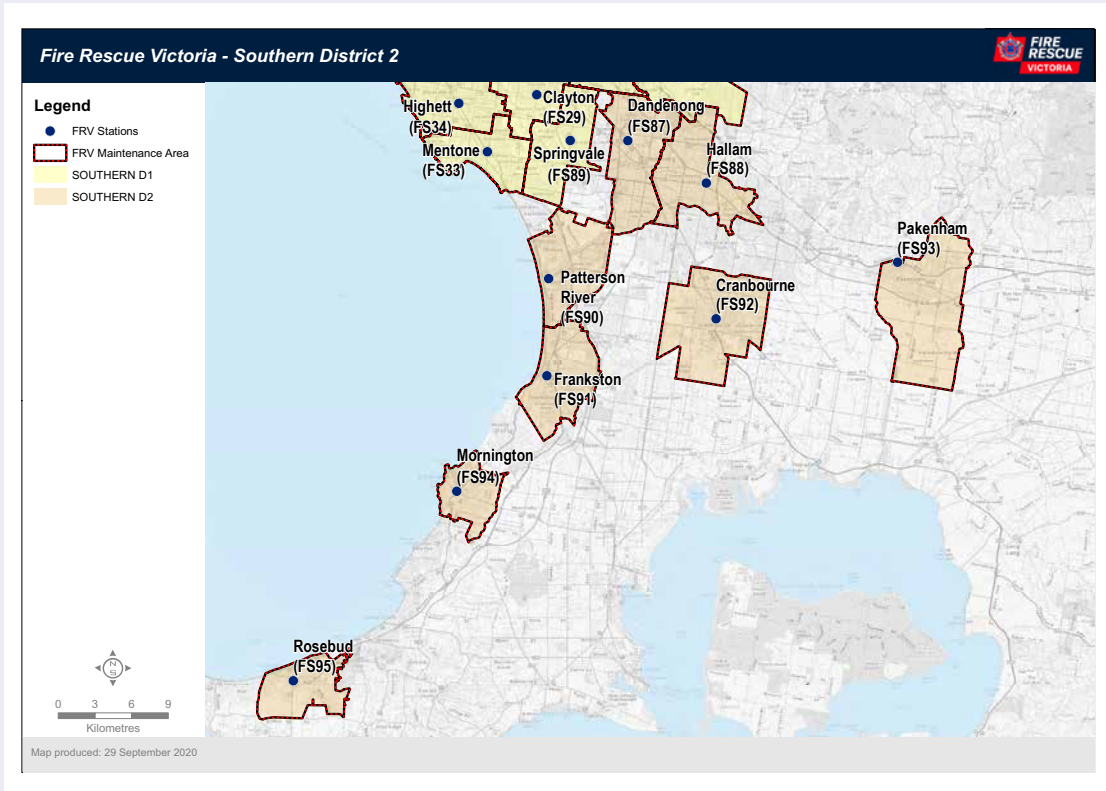 Fire Rescue Victoria - Southern District 2
FIRE
RESCUE
VICTORIA
Legend
FRV Stations
FRV Maintenance Area
SOUTHERN D1
SOUTHERN D2
Highett
(FS34)
Clayton
(FS29)
Dandenong
(FS87)
Mentone
(FS33)
Springvale
(FS89)
Hallam
(FS88)
Pakenham
(FS93)
Patterson
River
(FS90)
Cranbourne
(FS92)
Frankston
(FS91)
Mornington
(FS94)
Rosebud
(FS95)
N
S
0 3 6 9
Kilometres
Map produced: 29 September 2020